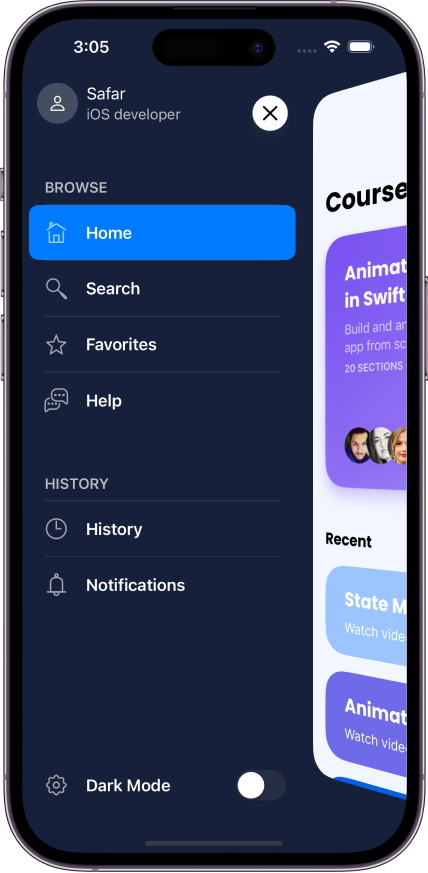 3:05
Safar
iOS developer
BROWSE
Home
Search
Favorites
Help
HISTORY
History
Notifications
Dark Mode
Course
Animat
in Swift
Build and an
app from sc
20 SECTIONS
Recent
State M
Watch vide
Animat
Watch vide